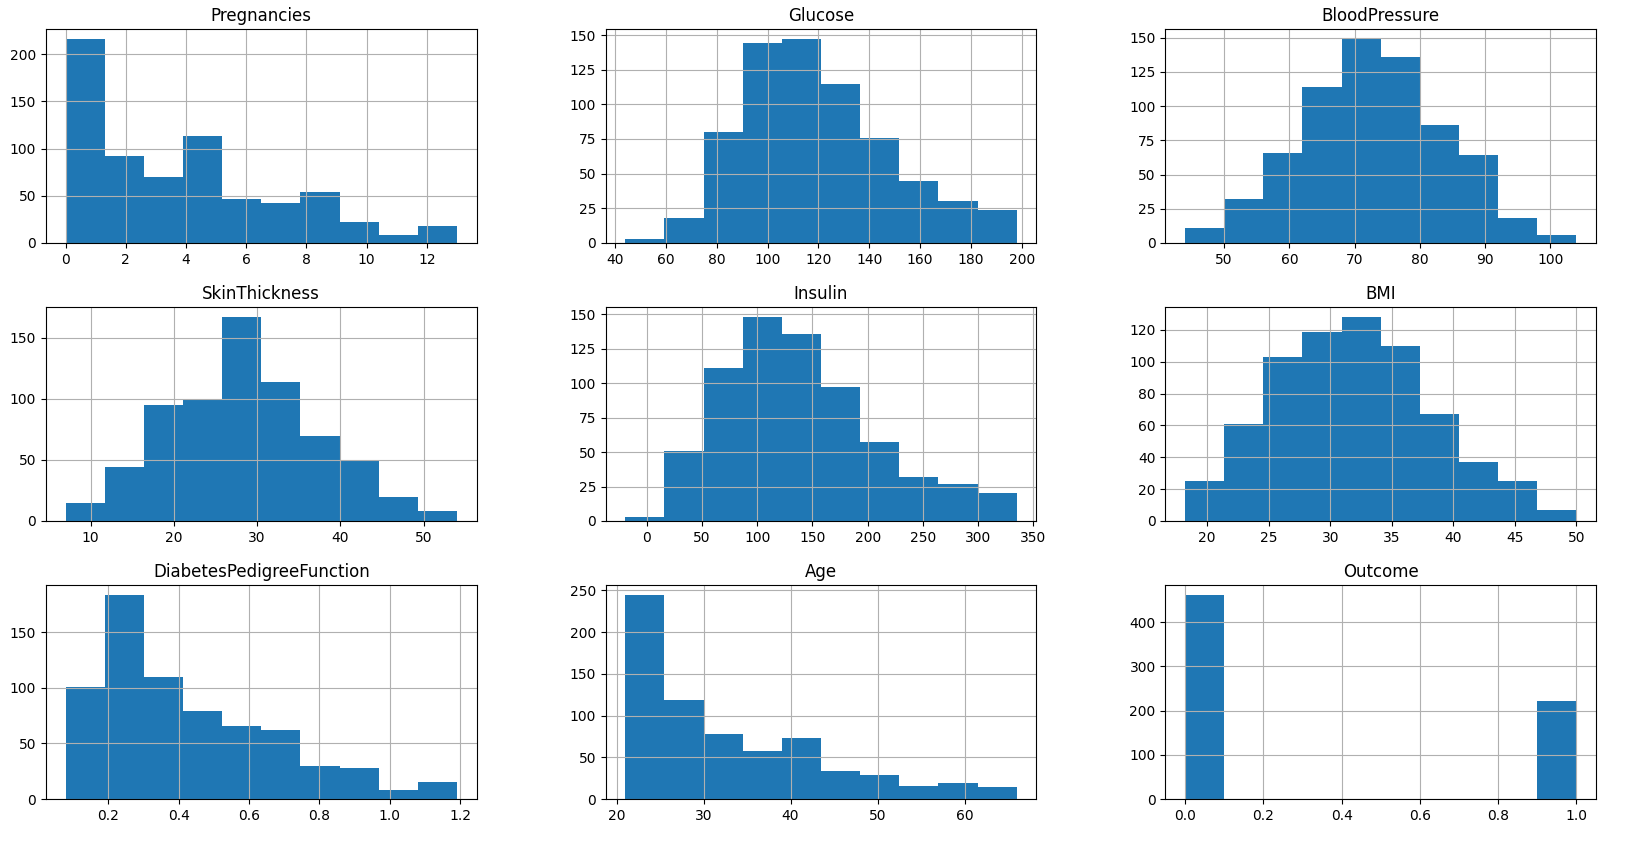 Pregnancies
200
150
100
50
0
0 2 4 6 8 10 12
Glucose
150
125
100
75
50
25
0
40 60 80 100 120 140 160 180 200
BloodPressure
150
125
100
75
50
25
0
50 60 70 80 90 100
SkinThickness
150
100
50
0
10 20 30 40 50
Insulin
150
125
100
75
50
25
0
0 50 100 150 200 250 300 350
BMI
120
100
80
60
40
20
0
20 25 30 35 40 45 50
DiabetesPedigreeFunction
150
100
50
0
0.2 0.4 0.6 0.8 1.0 1.2
Age
250
200
150
100
50
0
20 30 40 50 60
Outcome
400
300
200
100
0
0.0 0.2 0.4 0.6 0.8 1.0